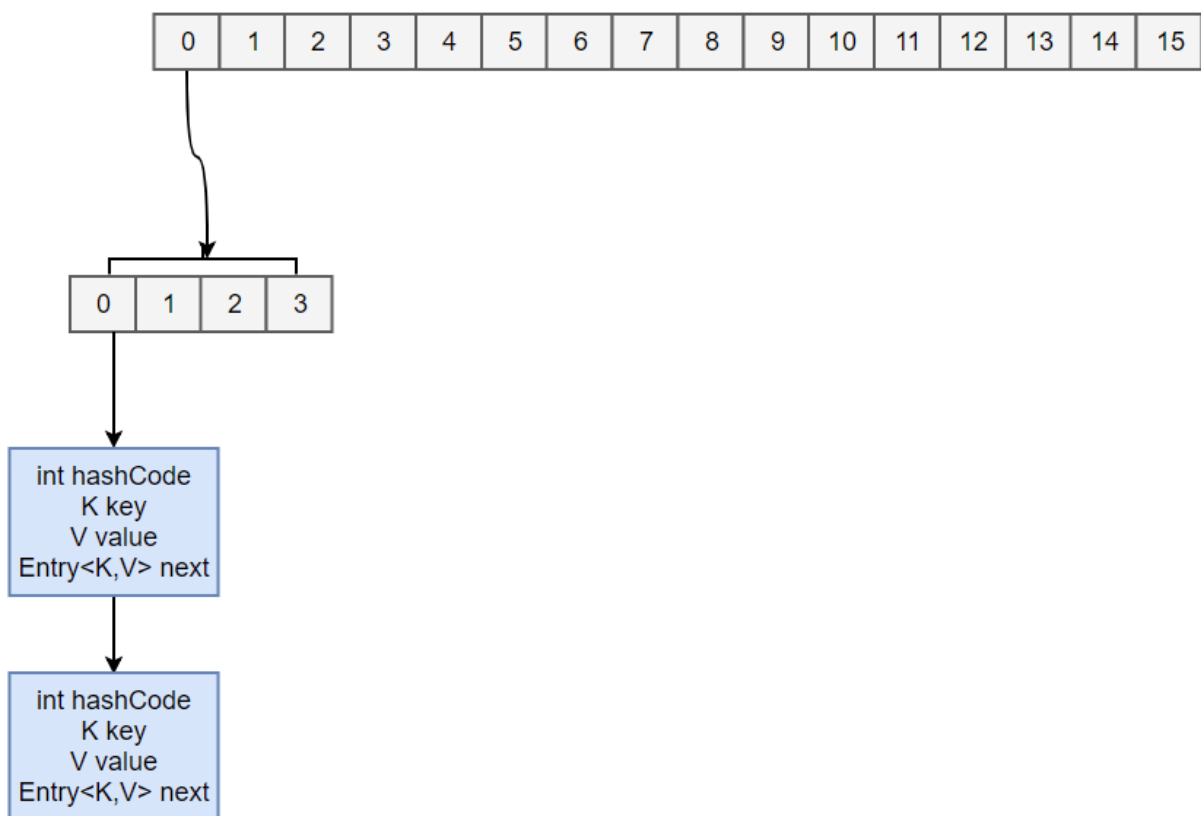 0 1 2 3 4 5 6 7 8 9 10 11 12 13 14 15
0 1 2 3
int hashCode
K key
V value
Entry<K,V> next
int hashCode
K key
V value
Entry<K,V> next